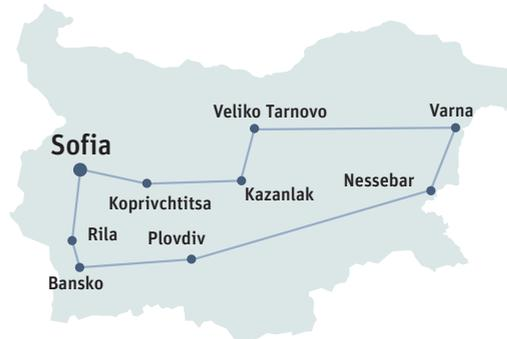 Veliko Tarnovo
Varna
Sofia
Nessebar
Kazanlak
Koprivchtitsa
Rila
Plovdiv
Bansko